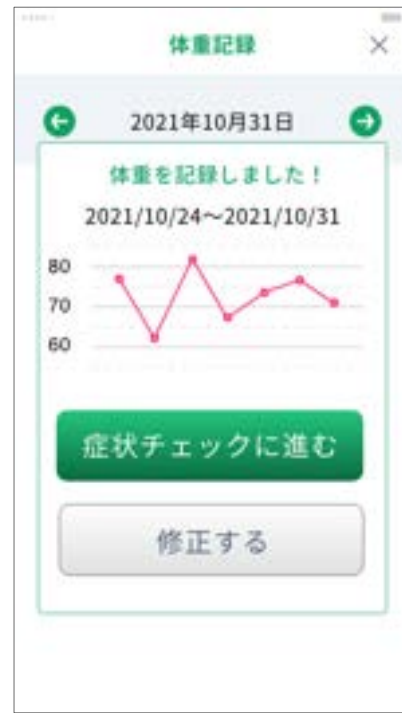 体重記録
2021年10月31日
体重を記録しました！
2021/10/24～2021/10/31
80
70
60
症状チェックに進む
修正する